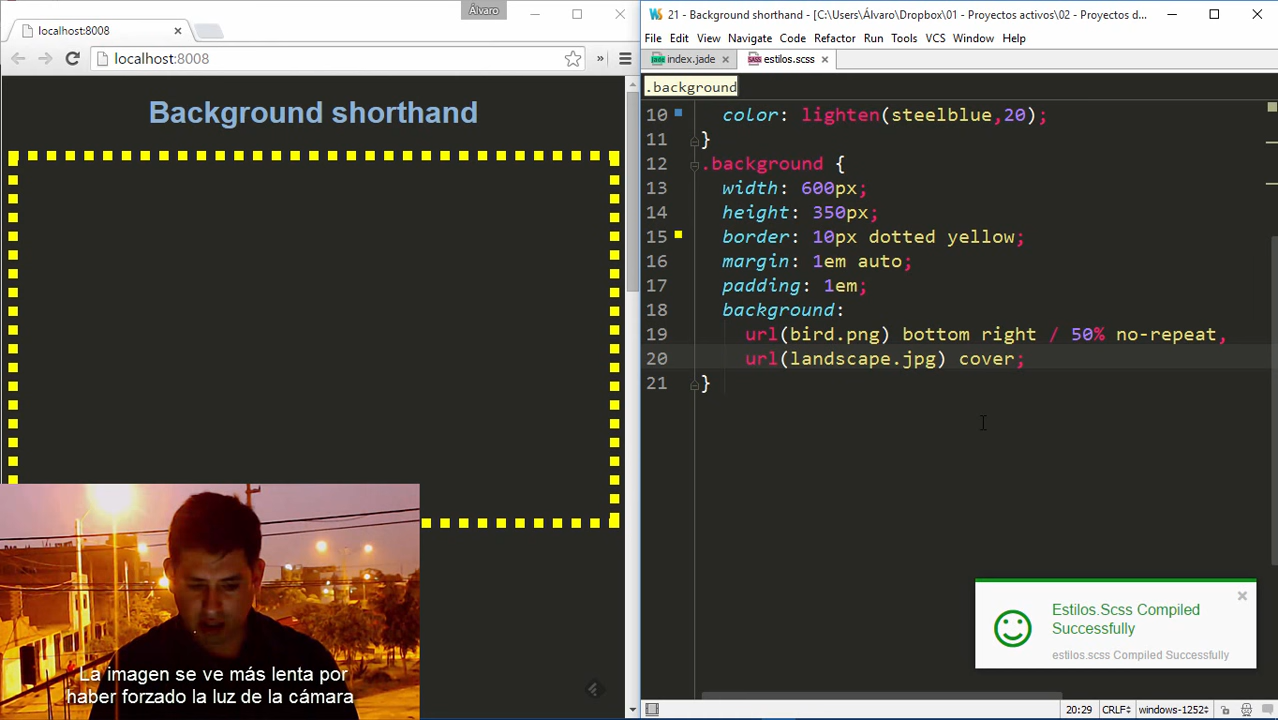 Álvaro
localhost:8008
localhost:8008
»
Background shorthand
La imagen se ve más lenta por
haber forzado la luz de la cámara
21 - Background shorthand - [C:\Users\Álvaro\Dropbox\01 - Proyectos activos\02 - Proyectos d...
File Edit View Navigate Code Refactor Run Tools VCS Window Help
index.jade estilos.scss
.background
10 color: lighten(steelblue,20);
11 }
12 .background {
13 width: 600px;
14 height: 350px;
15 border: 10px dotted yellow;
16 margin: 1em auto;
17 padding: 1em;
18 background:
19 url(bird.png) bottom right / 50% no-repeat,
20 url(landscape.jpg) cover;
21 }
Estilos.Scss Compiled
Successfully
estilos.scss Compiled Successfully
20:29 CRLF÷ windows-1252÷